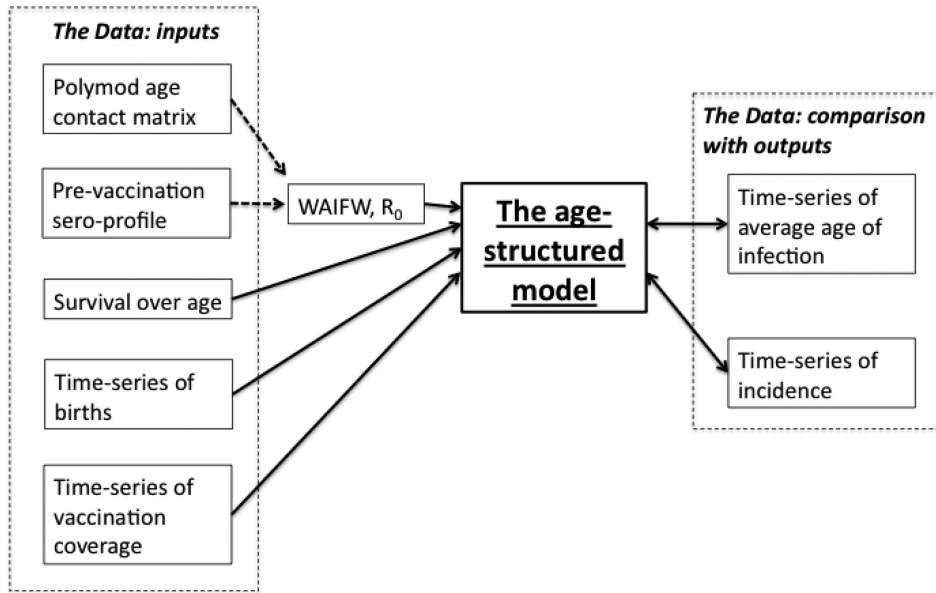 The Data: inputs
Polymod age
contact matrix
Pre-vaccination
sero-profile
Survival over age
Time-series of
births
Time-series of
vaccination
coverage
WAIFW, R₀
The age-
structured
model
The Data: comparison
with outputs
Time-series of
average age of
infection
Time-series of
incidence